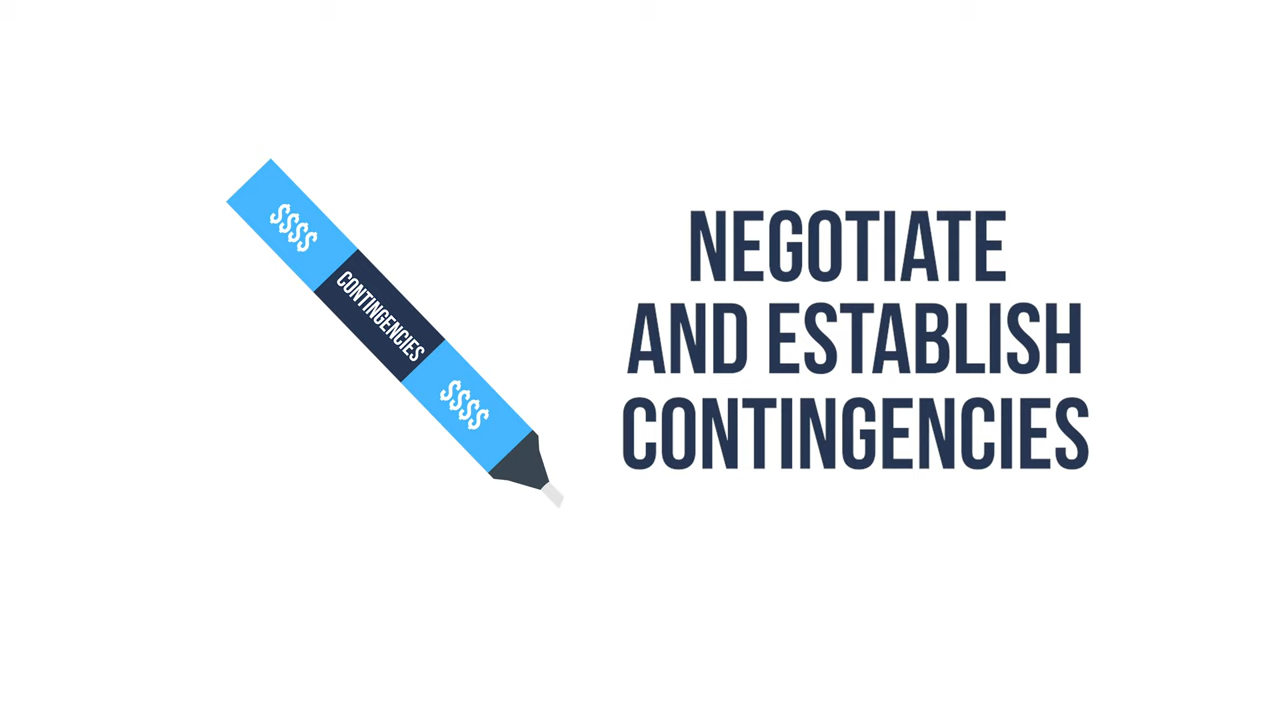 $$$$
CONTINGENCIES
$$$$
NEGOTIATE
AND ESTABLISH
CONTINGENCIES